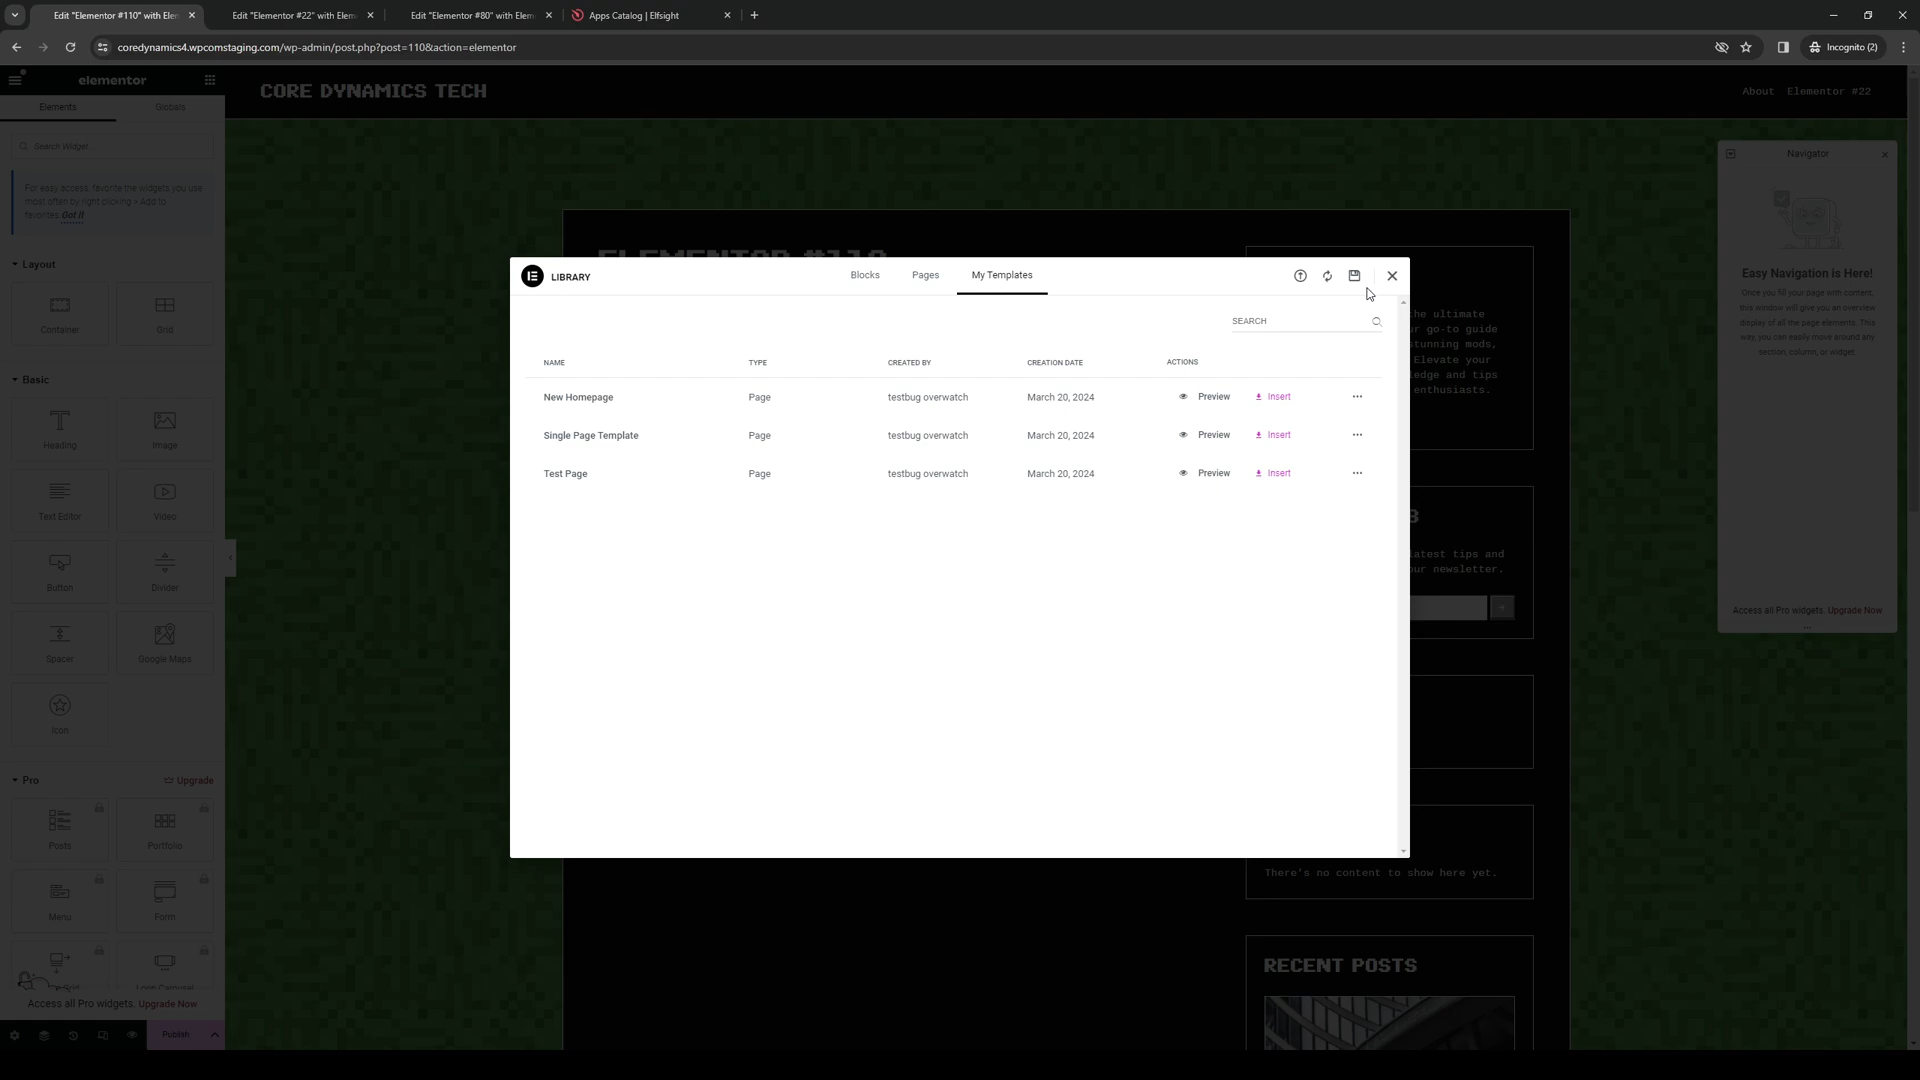 Edit "Elementor #110" with Ele
Edit "Elementor #22" with Elem
Edit "Elementor #80" with Elem
Apps Catalog | Elfsight
coredynamics4.wpcomstaging.com/wp-admin/post.php?post=110&action=elementor
Incognito (2)
elementor
Elements
Globals
Search Widget...
For easy access, favorite the widgets you use
most often by right clicking > Add to
favorites. Got It
Layout
Container
Grid
Basic
Heading
Image
Text Editor
Video
Button
Divider
Spacer
Google Maps
Icon
Pro
Upgrade
Posts
Portfolio
Menu
Form
Loop Carousel
Access all Pro widgets. Upgrade Now
Publish
CORE DYNAMICS TECH
About
Elementor #22
ELEMENTOR #110
LIBRARY
Blocks
Pages
My Templates
SEARCH
NAME
TYPE
CREATED BY
CREATION DATE
ACTIONS
New Homepage
Page
testbug overwatch
March 20, 2024
Preview
Insert
Single Page Template
Page
testbug overwatch
March 20, 2024
Preview
Insert
Test Page
Page
testbug overwatch
March 20, 2024
Preview
Insert
the ultimate
go-to guide
stunning mods,
Elevate your
and tips
enthusiasts.
latest tips and
newsletter.
There's no content to show here yet.
RECENT POSTS
Navigator
Easy Navigation is Here!
Once you fill your page with content,
this window will give you an overview
display of all the page elements. This
way, you can easily move around any
section, column, or widget.
Access all Pro widgets. Upgrade Now